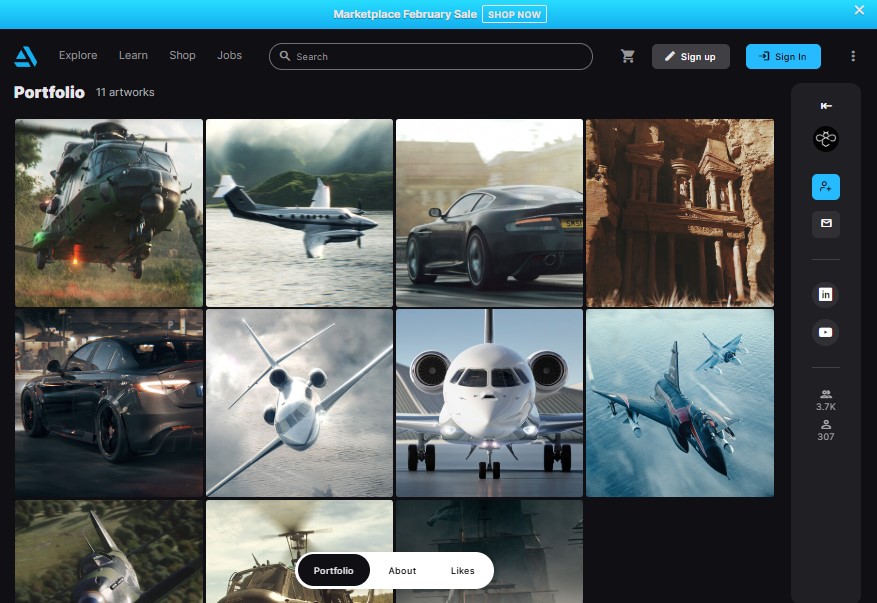 Marketplace February Sale SHOP NOW
Explore Learn Shop Jobs Search Sign up Sign In
Portfolio 11 artworks
in
3.7K
307
Portfolio About Likes